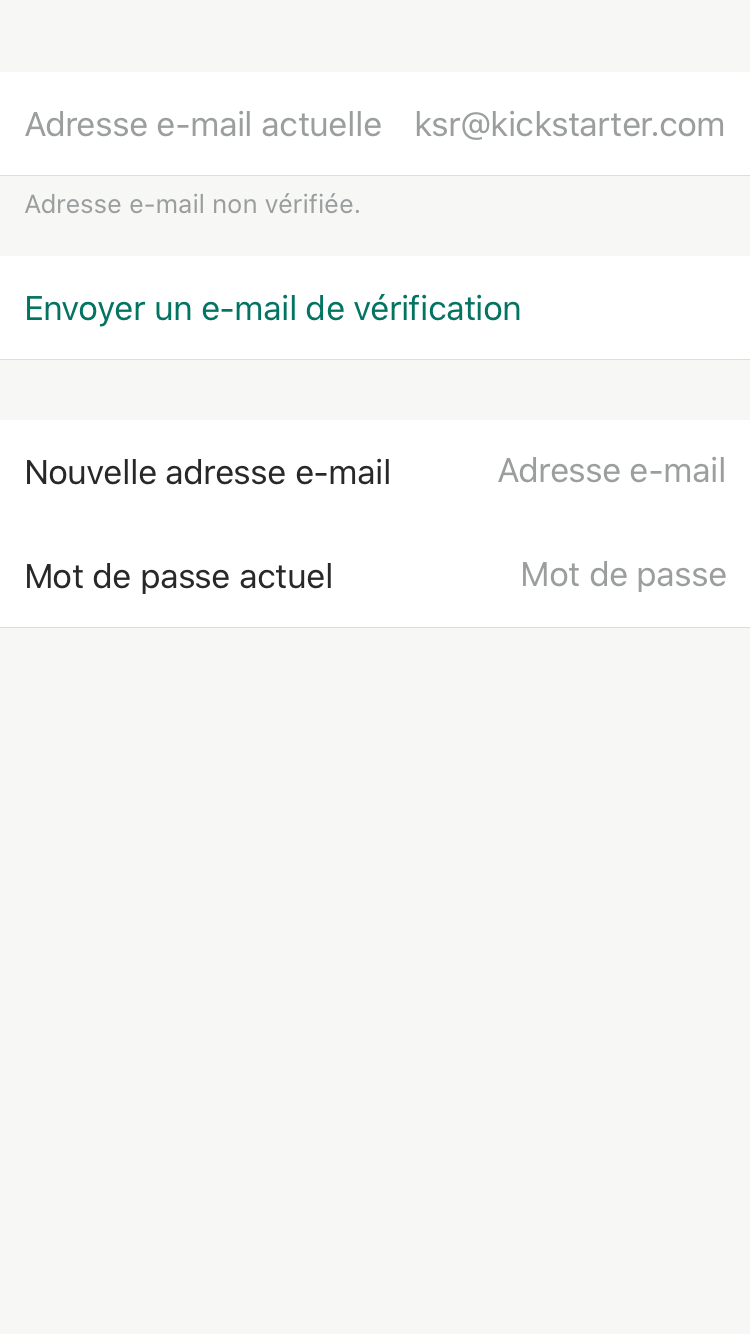 Adresse e-mail actuelle ksr@kickstarter.com
Adresse e-mail non vérifiée.
Envoyer un e-mail de vérification
Nouvelle adresse e-mail Adresse e-mail
Mot de passe actuel Mot de passe